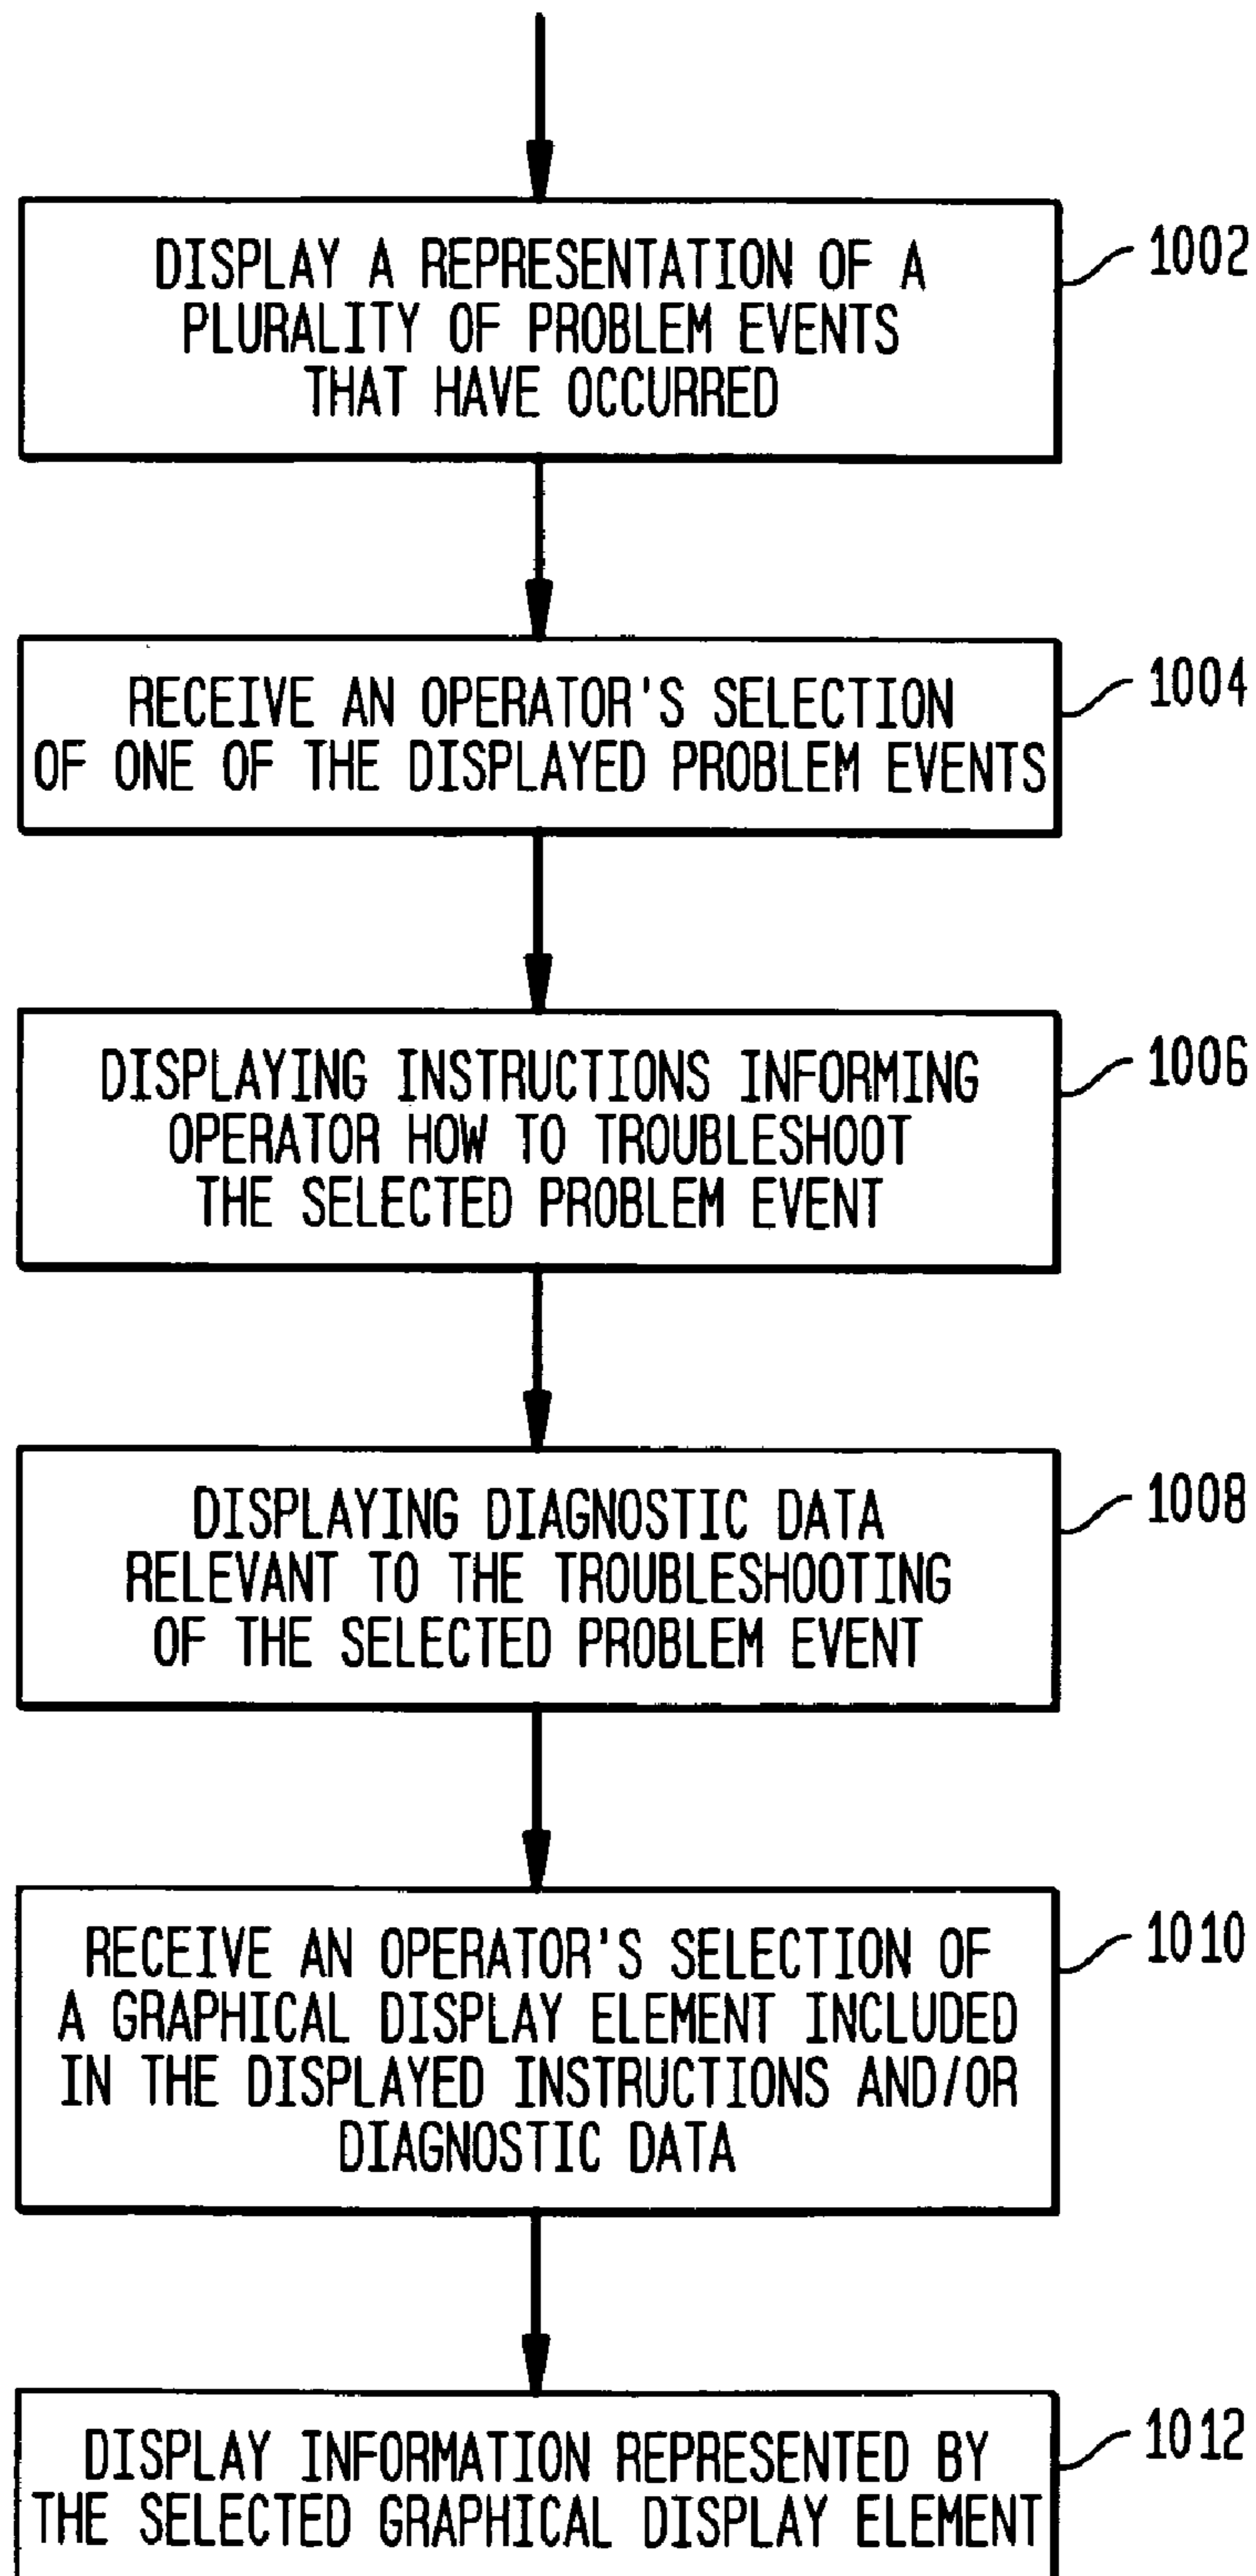 DISPLAY A REPRESENTATION OF A
PLURALITY OF PROBLEM EVENTS
THAT HAVE OCCURRED
1002
RECEIVE AN OPERATOR'S SELECTION
OF ONE OF THE DISPLAYED PROBLEM EVENTS
1004
DISPLAYING INSTRUCTIONS INFORMING
OPERATOR HOW TO TROUBLESHOOT
THE SELECTED PROBLEM EVENT
1006
DISPLAYING DIAGNOSTIC DATA
RELEVANT TO THE TROUBLESHOOTING
OF THE SELECTED PROBLEM EVENT
1008
RECEIVE AN OPERATOR'S SELECTION OF
A GRAPHICAL DISPLAY ELEMENT INCLUDED
IN THE DISPLAYED INSTRUCTIONS AND/OR
DIAGNOSTIC DATA
1010
DISPLAY INFORMATION REPRESENTED BY
THE SELECTED GRAPHICAL DISPLAY ELEMENT
1012